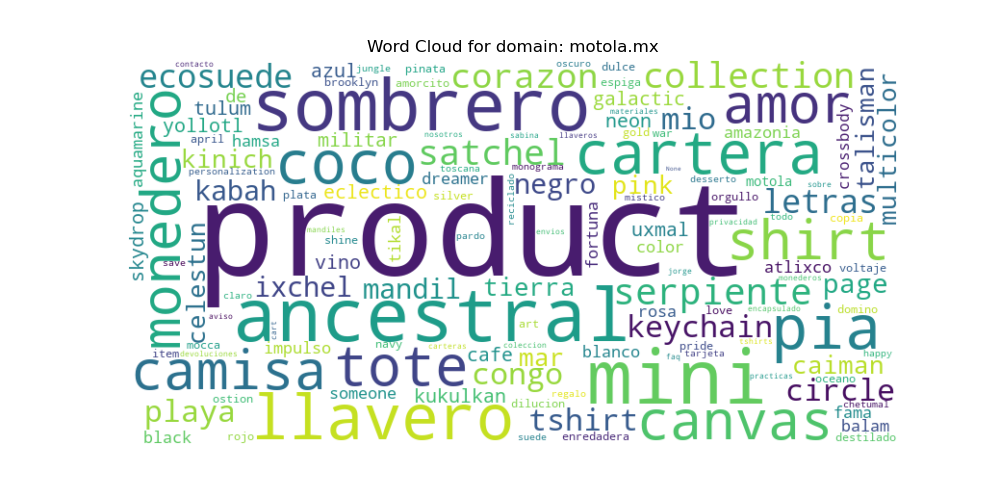 Word Cloud for domain: motola.mx
contacto
oscuro
dulce
ecosuede
azul
jungle
pinata
corazon
collection
brooklyn
amorcito
espiga
de
sombrero
galactic
amor
talisman
multicolor
tulum
materiales
neon
mio
gold
war
amazonia
crossbody
aquamarine
monedero
yollotl
april
hamsa
militar
nosotros
sabina
llaveros
satchel
cartera
kinich
coco
toscana
monograma
None
desserto
personalization
dreamer
motola
sobre
kabah
plata
eclectico
silver
negro
mistico
pink
orgullo
letras
reciclado
todo
copia
product
privacidad
skydrop
celestun
mandiles
tikal
shine
pardo
envios
fortuna
uxmal
color
shirt
save
vino
claro
jorge
atlixco
voltaje
monederos
ixchel
mandil
tierra
serpiente
page
encapsulado
aviso
ancestral
rosa
love
domino
cart
art
keychain
pia
mocca
impulso
navy
coleccion
item
devoluciones
carteras
cafe
mar
blanco
pride
tshirts
faq
tarjeta
happy
camisa
tote
congo
mini
caiman
oceano
practicas
ostion
someone
kukulkan
regalo
circle
playa
llavero
dilucion
tshirt
canvas
fama
chetumal
balam
black
rojo
suede
enredadera
destilado